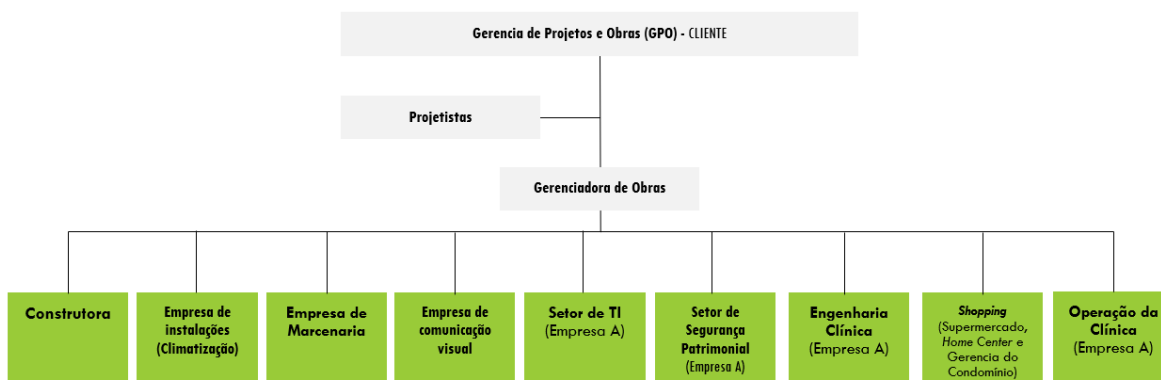 Gerencia de Projetos e Obras (GPO) - CLIENTE
Projetistas
Gerenciadora de Obras
Construtora
Empresa de
instalações
(Climatização)
Empresa de
Marcenaria
Empresa de
comunicação
visual
Setor de TI
(Empresa A)
Setor de
Segurança
Patrimonial
(Empresa A)
Engenharia
Clínica
(Empresa A)
Shopping
(Supermercado,
Home Center e
Gerencia do
Condomínio)
Operação da
Clínica
(Empresa A)